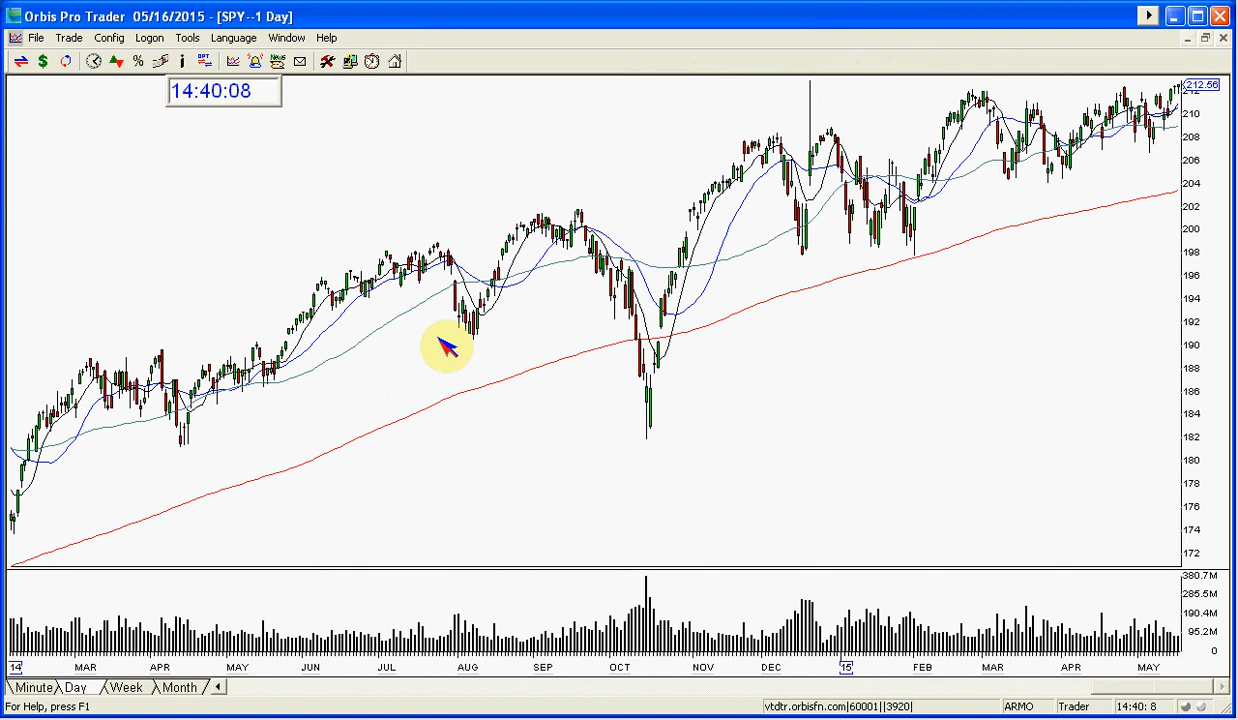 Orbis Pro Trader 05/16/2015 - [SPY--1 Day]
File Trade Config Logon Tools Language Window Help
14:40:08
212.56
210
208
206
204
202
200
198
196
194
192
190
188
186
184
182
180
178
176
174
172
380.7M
285.5M
190.4M
95.2M
0
14 MAR APR MAY JUN JUL AUG SEP OCT NOV DEC 15 FEB MAR APR MAY
Minute Day Week Month
For Help, press F1 vtdtr.orbisfn.com|60001||3920| ARMO Trader 14:40: 8